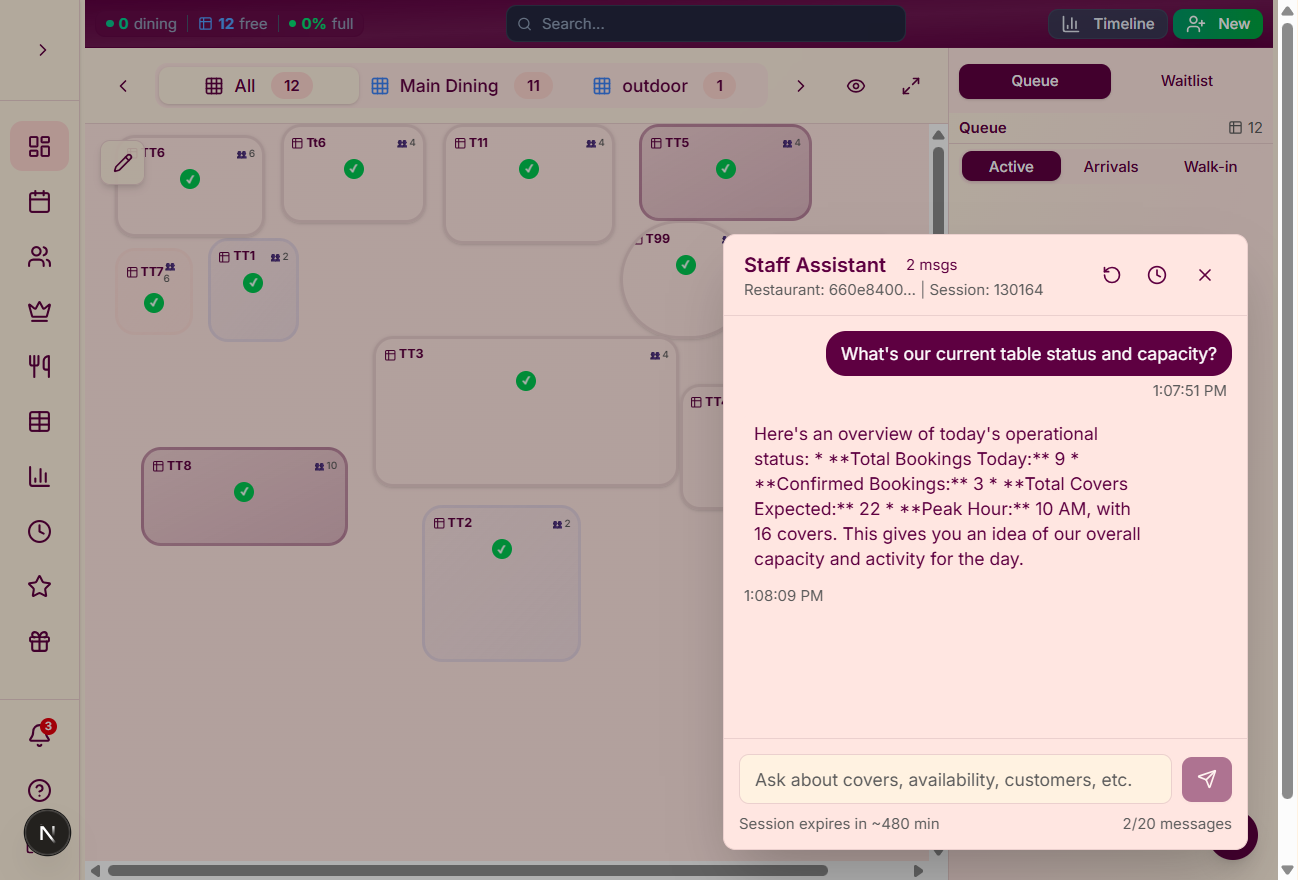 0 dining
12 free
0% full
Search...
Timeline
New
All 12
Main Dining 11
outdoor 1
Queue
Waitlist
Queue
12
Active
Arrivals
Walk-in
TT6 6
Tt6 4
T11 4
TT5 4
TT7 6
TT1 2
T99
TT3 4
TT8 10
TT2 2
Staff Assistant 2 msgs
Restaurant: 660e8400... | Session: 130164
What's our current table status and capacity?
1:07:51 PM
Here's an overview of today's operational
status: * **Total Bookings Today:** 9 *
**Confirmed Bookings:** 3 * **Total Covers
Expected:** 22 * **Peak Hour:** 10 AM, with
16 covers. This gives you an idea of our overall
capacity and activity for the day.
1:08:09 PM
Ask about covers, availability, customers, etc.
Session expires in ~480 min
2/20 messages
3
N